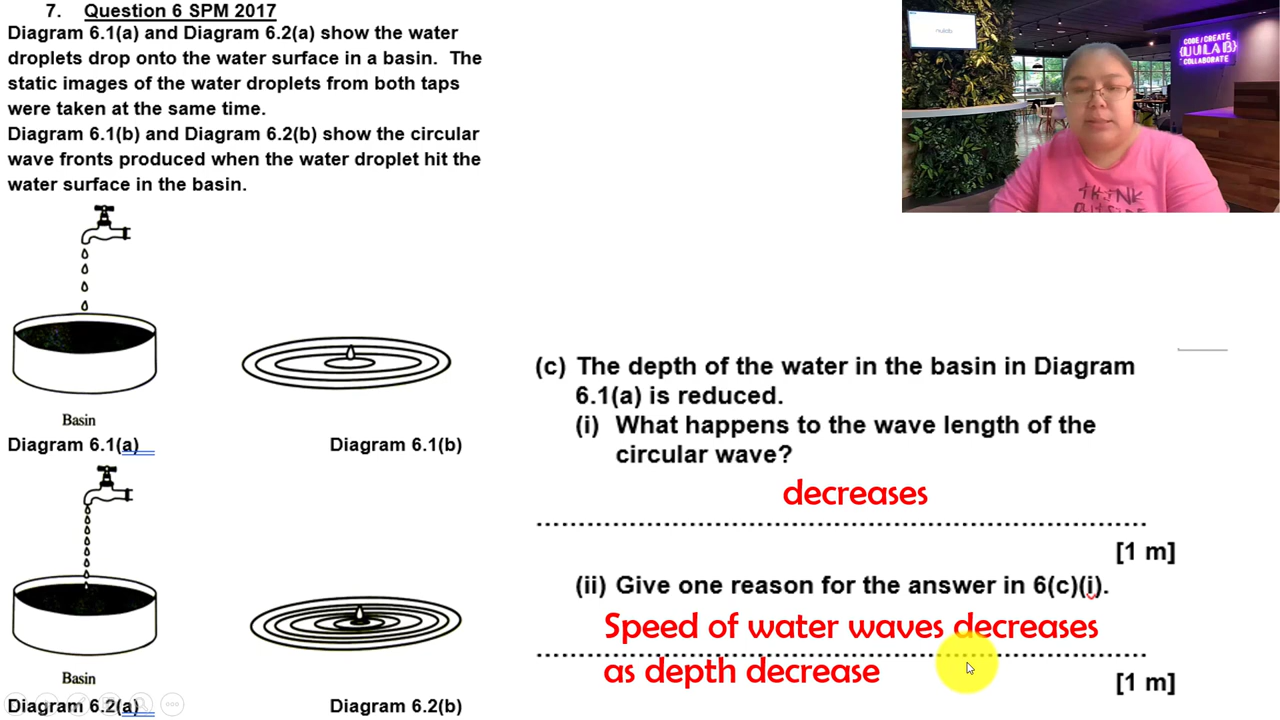 7. Question 6 SPM 2017
Diagram 6.1(a) and Diagram 6.2(a) show the water
droplets drop onto the water surface in a basin. The
static images of the water droplets from both taps
were taken at the same time.
Diagram 6.1(b) and Diagram 6.2(b) show the circular
wave fronts produced when the water droplet hit the
water surface in the basin.
Basin
Diagram 6.1(a)
Diagram 6.1(b)
Basin
Diagram 6.2(a)
Diagram 6.2(b)
(c) The depth of the water in the basin in Diagram
6.1(a) is reduced.
(i) What happens to the wave length of the
circular wave?
decreases
[1 m]
(ii) Give one reason for the answer in 6(c)(i).
Speed of water waves decreases
as depth decrease
[1 m]
CODE/CREATE
COLLABORATE
THiNK